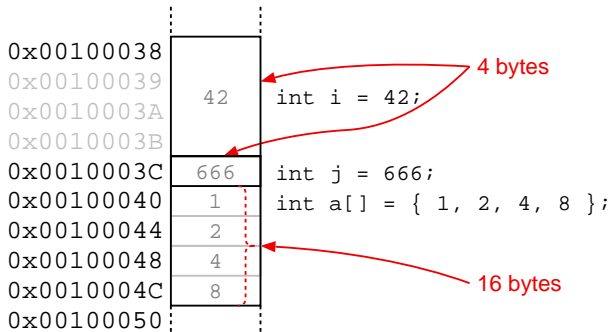 0x00100038
4 bytes
0x00100039
42 int i = 42;
0x0010003A
0x0010003B
0x0010003C 666 int j = 666;
0x00100040 1 int a[] = { 1, 2, 4, 8 };
0x00100044 2
0x00100048 4
16 bytes
0x0010004C 8
0x00100050